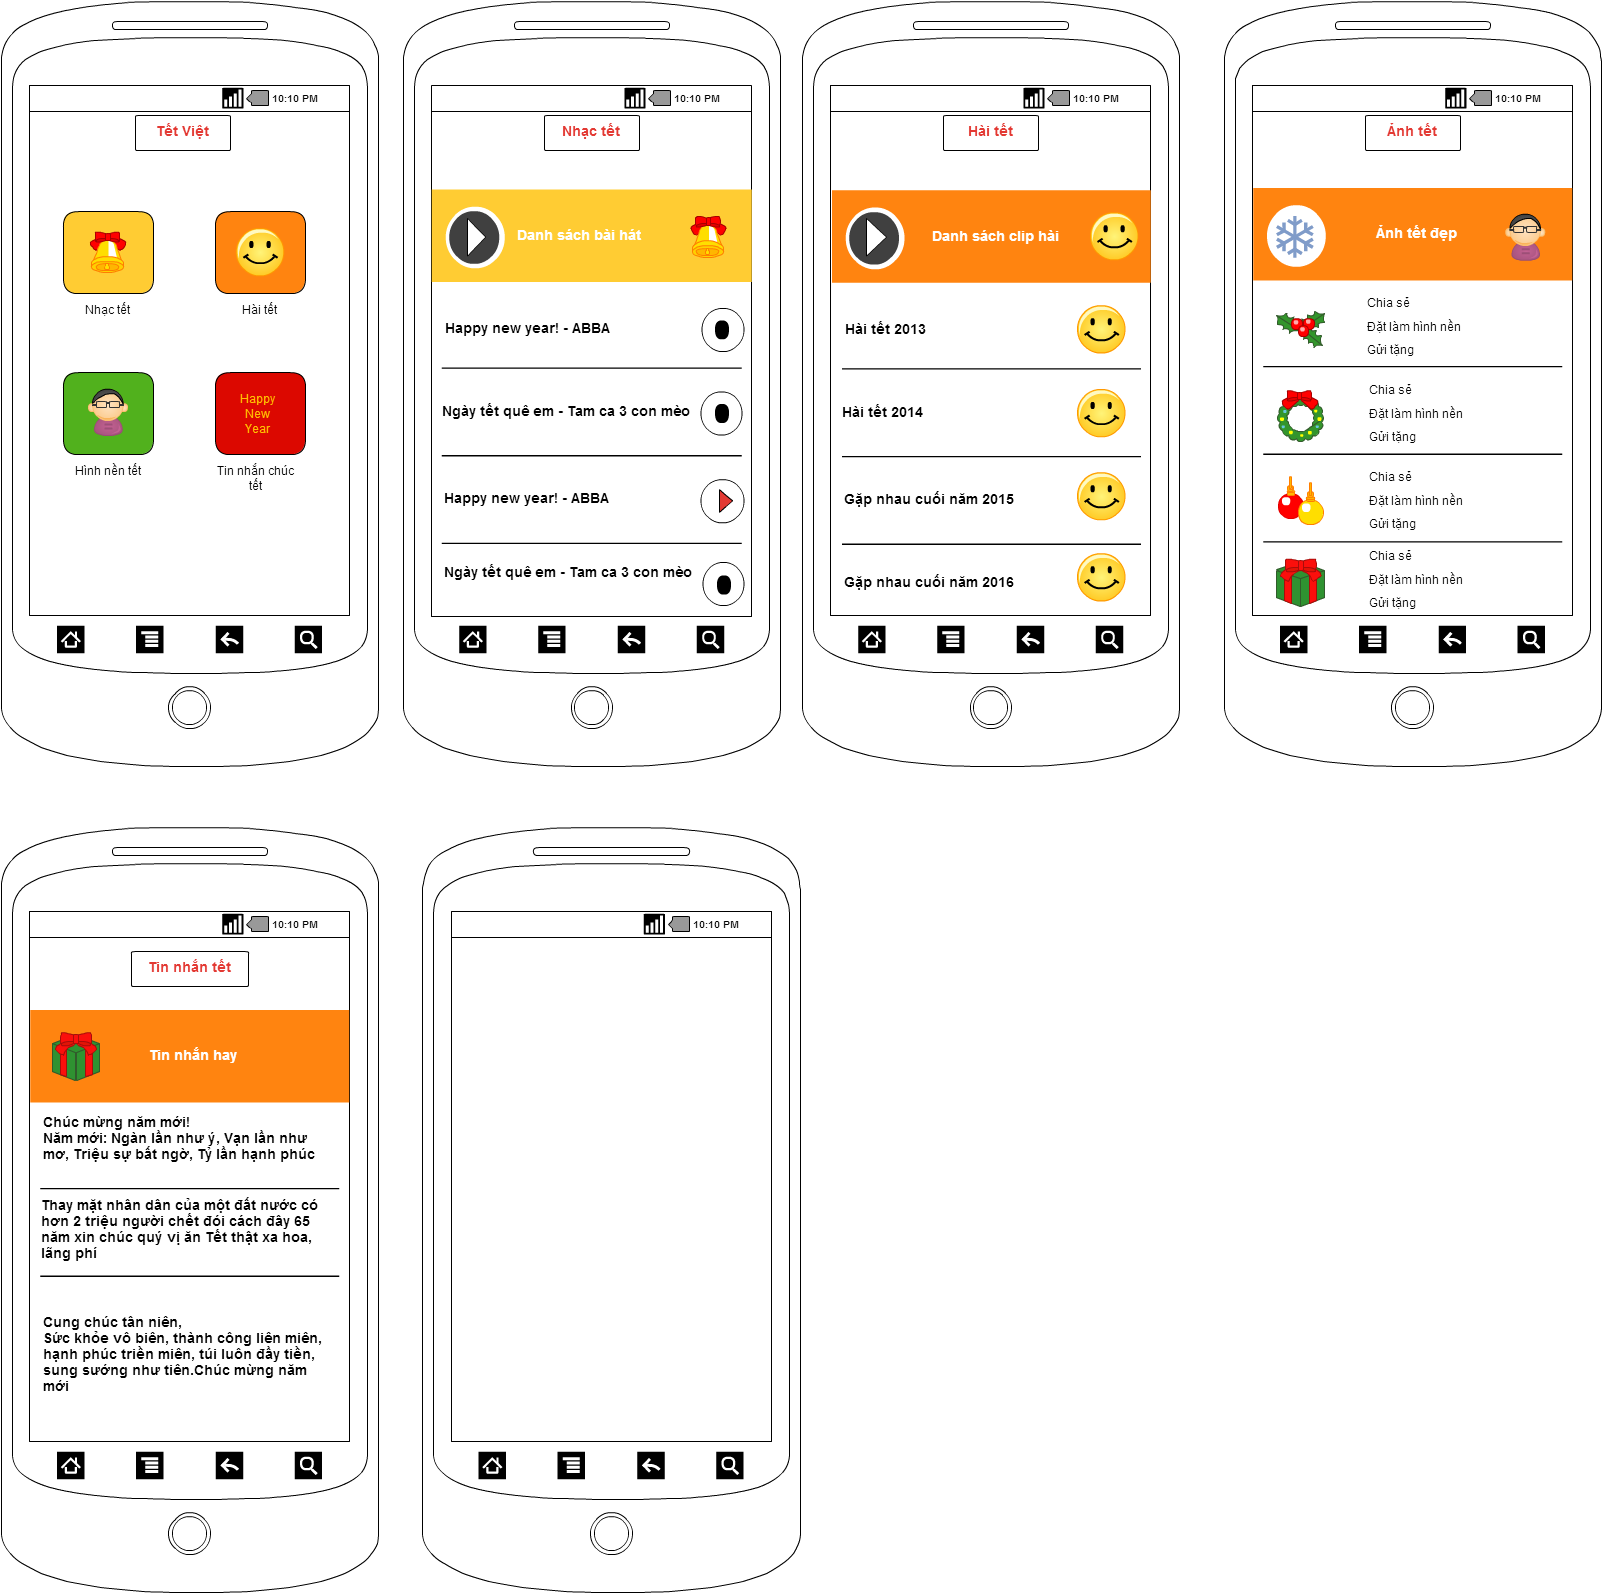 10:10 PM
Tết Việt
Nhạc tết
Hài tết
Happy
New
Year
Hình nền tết
Tin nhắn chúc
tết
10:10 PM
Nhạc tết
Danh sách bài hát
Happy new year! - ABBA
Ngày tết quê em - Tam ca 3 con mèo
Happy new year! - ABBA
Ngày tết quê em - Tam ca 3 con mèo
10:10 PM
Hài tết
Danh sách clip hài
Hài tết 2013
Hài tết 2014
Gặp nhau cuối năm 2015
Gặp nhau cuối năm 2016
10:10 PM
Ảnh tết
Ảnh tết đẹp
Chia sẻ
Đặt làm hình nền
Gửi tặng
Chia sẻ
Đặt làm hình nền
Gửi tặng
Chia sẻ
Đặt làm hình nền
Gửi tặng
Chia sẻ
Đặt làm hình nền
Gửi tặng
10:10 PM
Tin nhắn tết
Tin nhắn hay
Chúc mừng năm mới!
Năm mới: Ngàn lần như ý, Vạn lần như
mơ, Triệu sự bất ngờ, Tỷ lần hạnh phúc
Thay mặt nhân dân của một đất nước có
hơn 2 triệu người chết đói cách đây 65
năm xin chúc quý vị ăn Tết thật xa hoa,
lãng phí
Cung chúc tân niên,
Sức khỏe vô biên, thành công liên miên,
hạnh phúc triền miên, túi luôn đầy tiền,
sung sướng như tiên.Chúc mừng năm
mới
10:10 PM